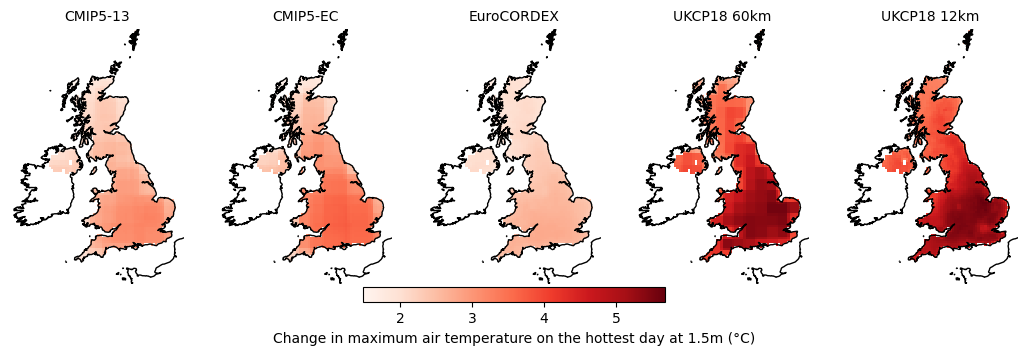 CMIP5-13 CMIP5-EC EuroCORDEX UKCP18 60km UKCP18 12km
2 3 4 5
Change in maximum air temperature on the hottest day at 1.5m (°C)